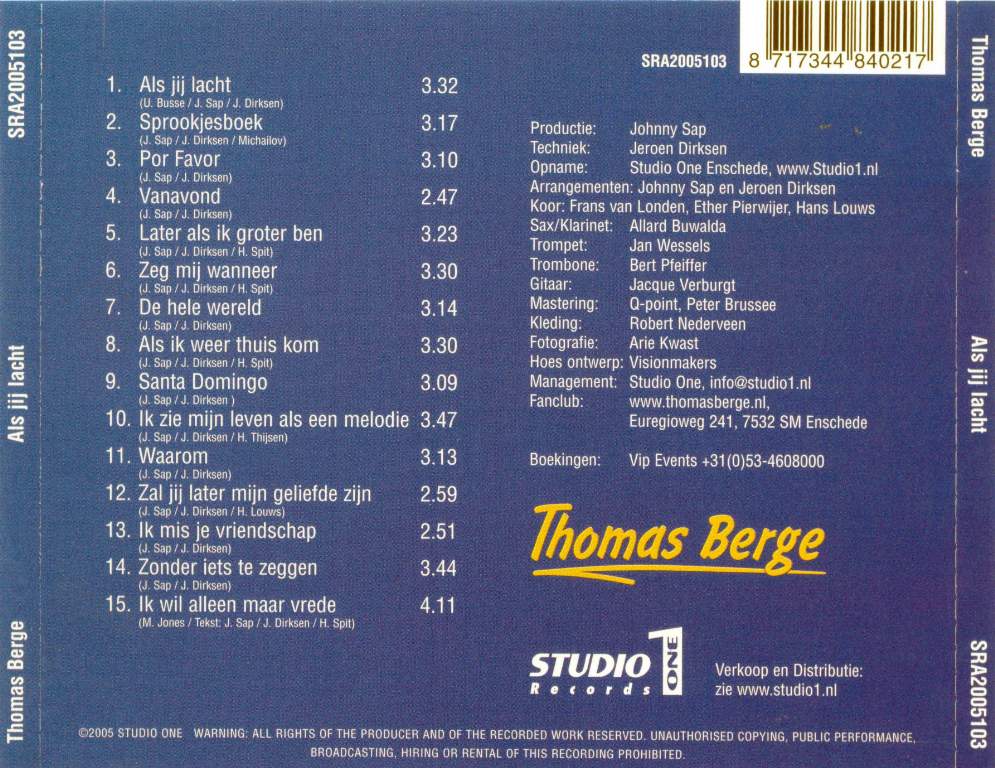 SRA2005103
Als jij lacht
Thomas Berge
1. Als jij lacht 3.32
(U. Busse / J. Sap / J. Dirksen)
2. Sprookjesboek 3.17
(J. Sap / J. Dirksen / Michailov)
3. Por Favor 3.10
(J. Sap / J. Dirksen)
4. Vanavond 2.47
(J. Sap / J. Dirksen)
5. Later als ik groter ben 3.23
(J. Sap / J. Dirksen / H. Spit)
6. Zeg mij wanneer 3.30
(J. Sap / J. Dirksen / H. Spit)
7. De hele wereld 3.14
(J. Sap / J. Dirksen)
8. Als ik weer thuis kom 3.30
(J. Sap / J. Dirksen / H. Spit)
9. Santa Domingo 3.09
(J. Sap / J. Dirksen )
10. Ik zie mijn leven als een melodie 3.47
(J. Sap / J. Dirksen / H. Thijsen)
11. Waarom 3.13
(J. Sap / J. Dirksen)
12. Zal jij later mijn geliefde zijn 2.59
(J. Sap / J. Dirksen / H. Louws)
13. Ik mis je vriendschap 2.51
(J. Sap / J. Dirksen)
14. Zonder iets te zeggen 3.44
(J. Sap / J. Dirksen)
15. Ik wil alleen maar vrede 4.11
(M. Jones / Tekst: J. Sap / J. Dirksen / H. Spit)
SRA2005103
8 717344 840217
Productie: Johnny Sap
Techniek: Jeroen Dirksen
Opname: Studio One Enschede, www.Studio1.nl
Arrangementen: Johnny Sap en Jeroen Dirksen
Koor: Frans van Londen, Ether Pierwijer, Hans Louws
Sax/Klarinet: Allard Buwalda
Trompet: Jan Wessels
Trombone: Bert Pfeiffer
Gitaar: Jacque Verburgt
Mastering: Q-point, Peter Brussee
Kleding: Robert Nederveen
Fotografie: Arie Kwast
Hoes ontwerp: Visionmakers
Management: Studio One, info@studio1.nl
Fanclub: www.thomasberge.nl,
Euregioweg 241, 7532 SM Enschede
Boekingen: Vip Events +31(0)53-4608000
Thomas Berge
STUDIO ONE 1
Records
Verkoop en Distributie:
zie www.studio1.nl
©2005 STUDIO ONE WARNING: ALL RIGHTS OF THE PRODUCER AND OF THE RECORDED WORK RESERVED. UNAUTHORISED COPYING, PUBLIC PERFORMANCE,
BROADCASTING, HIRING OR RENTAL OF THIS RECORDING PROHIBITED.
Thomas Berge
Als jij lacht
SRA2005103